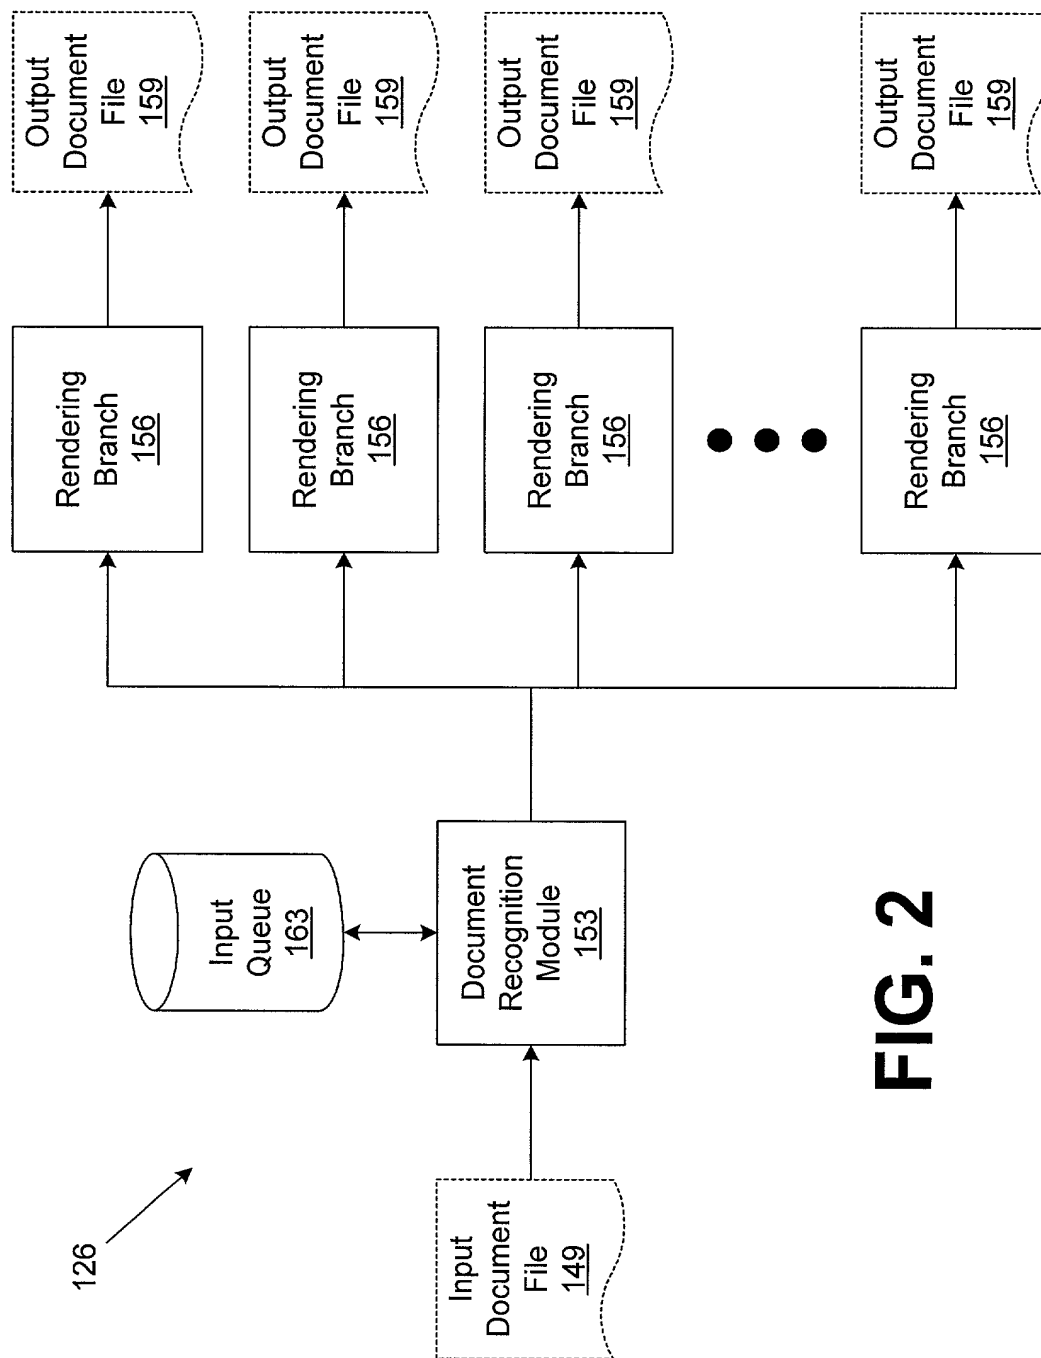 126
Input
Document
File
149
Input
Queue
163
Document
Recognition
Module
153
Rendering
Branch
156
Output
Document
File
159
Rendering
Branch
156
Output
Document
File
159
Rendering
Branch
156
Output
Document
File
159
Rendering
Branch
156
Output
Document
File
159
FIG. 2